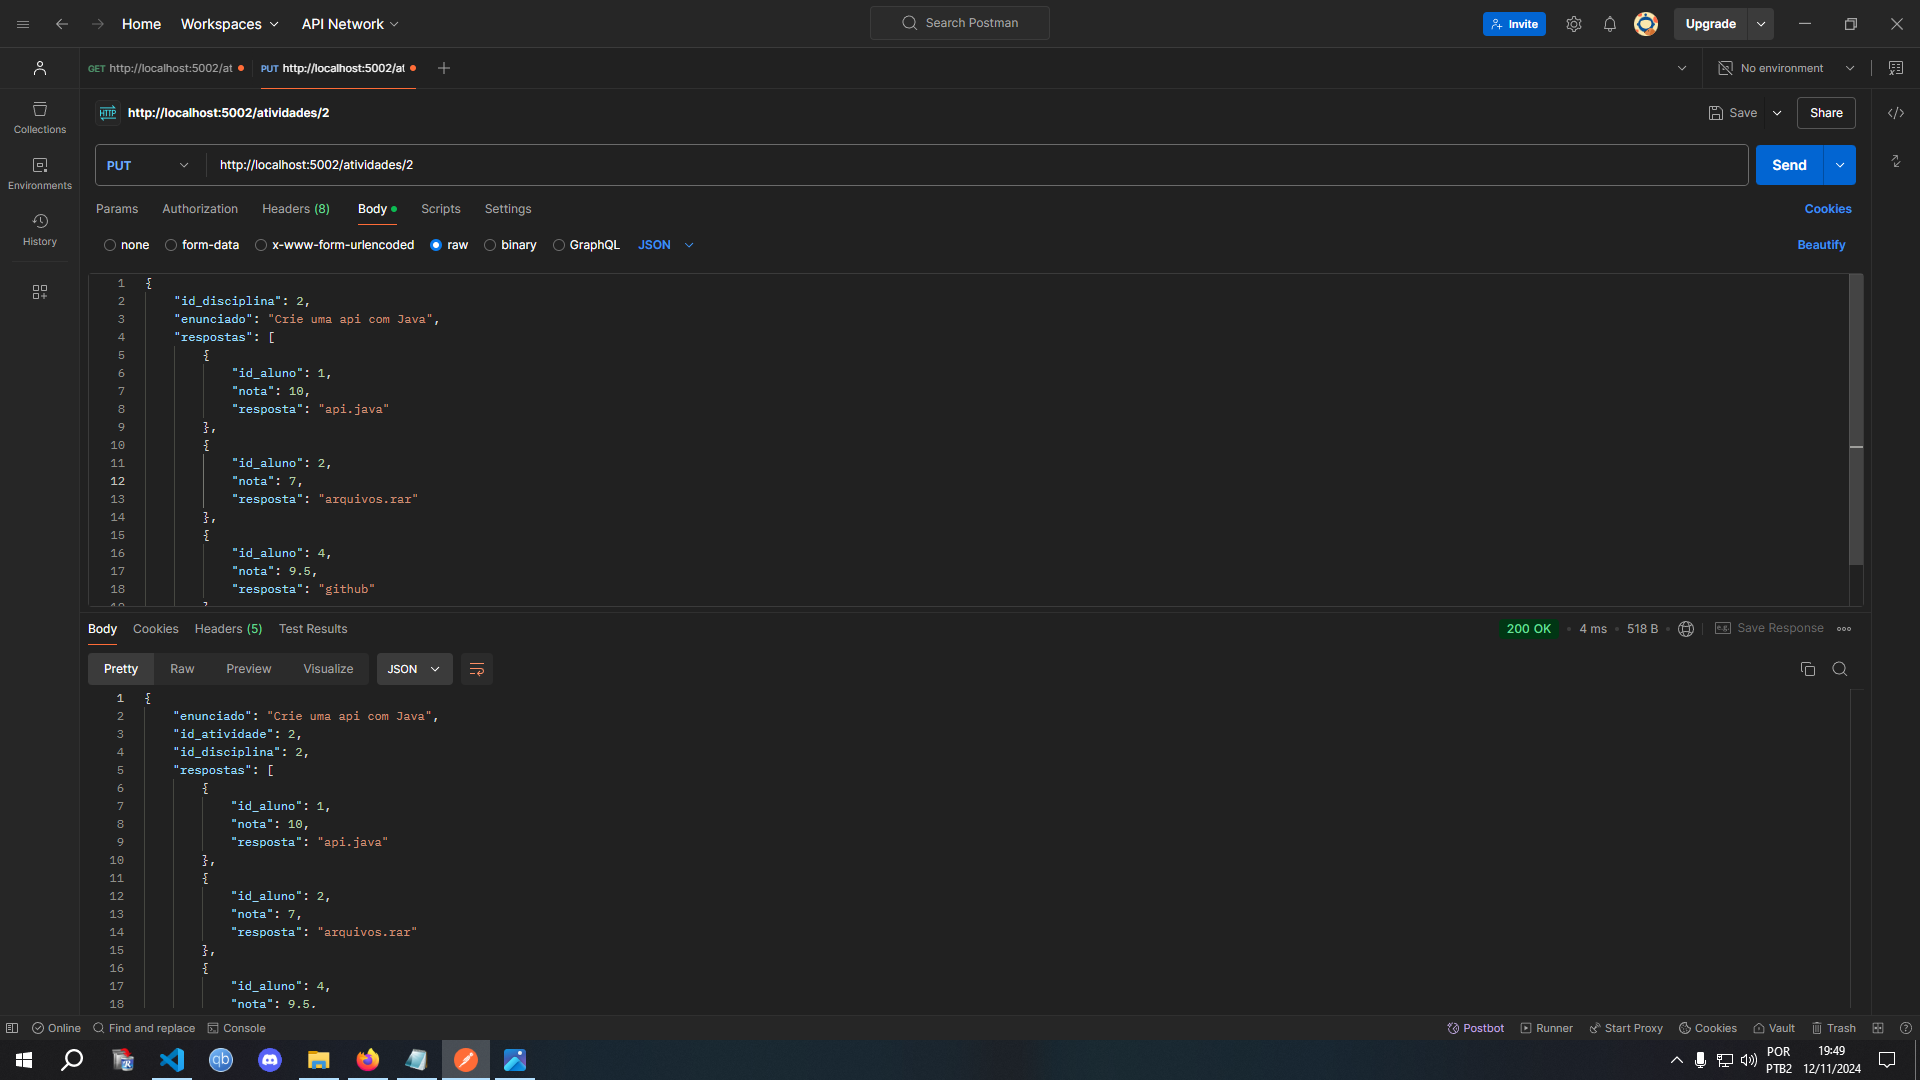 Home Workspaces API Network Search Postman Invite Upgrade
GET http://localhost:5002/at PUT http://localhost:5002/at No environment
HTTP http://localhost:5002/atividades/2 Save Share
PUT http://localhost:5002/atividades/2 Send
Params Authorization Headers (8) Body Scripts Settings Cookies
none form-data x-www-form-urlencoded raw binary GraphQL JSON Beautify
Collections
Environments
History
1 {
2 "id_disciplina": 2,
3 "enunciado": "Crie uma api com Java",
4 "respostas": [
5 {
6 "id_aluno": 1,
7 "nota": 10,
8 "resposta": "api.java"
9 },
10 {
11 "id_aluno": 2,
12 "nota": 7,
13 "resposta": "arquivos.rar"
14 },
15 {
16 "id_aluno": 4,
17 "nota": 9.5,
18 "resposta": "github"
Body Cookies Headers (5) Test Results 200 OK 4 ms 518 B e.g. Save Response
Pretty Raw Preview Visualize JSON
1 {
2 "enunciado": "Crie uma api com Java",
3 "id_atividade": 2,
4 "id_disciplina": 2,
5 "respostas": [
6 {
7 "id_aluno": 1,
8 "nota": 10,
9 "resposta": "api.java"
10 },
11 {
12 "id_aluno": 2,
13 "nota": 7,
14 "resposta": "arquivos.rar"
15 },
16 {
17 "id_aluno": 4,
18 "nota": 9.5,
Online Find and replace Console Postbot Runner Start Proxy Cookies Vault Trash
qb POR 19:49
PTB2 12/11/2024